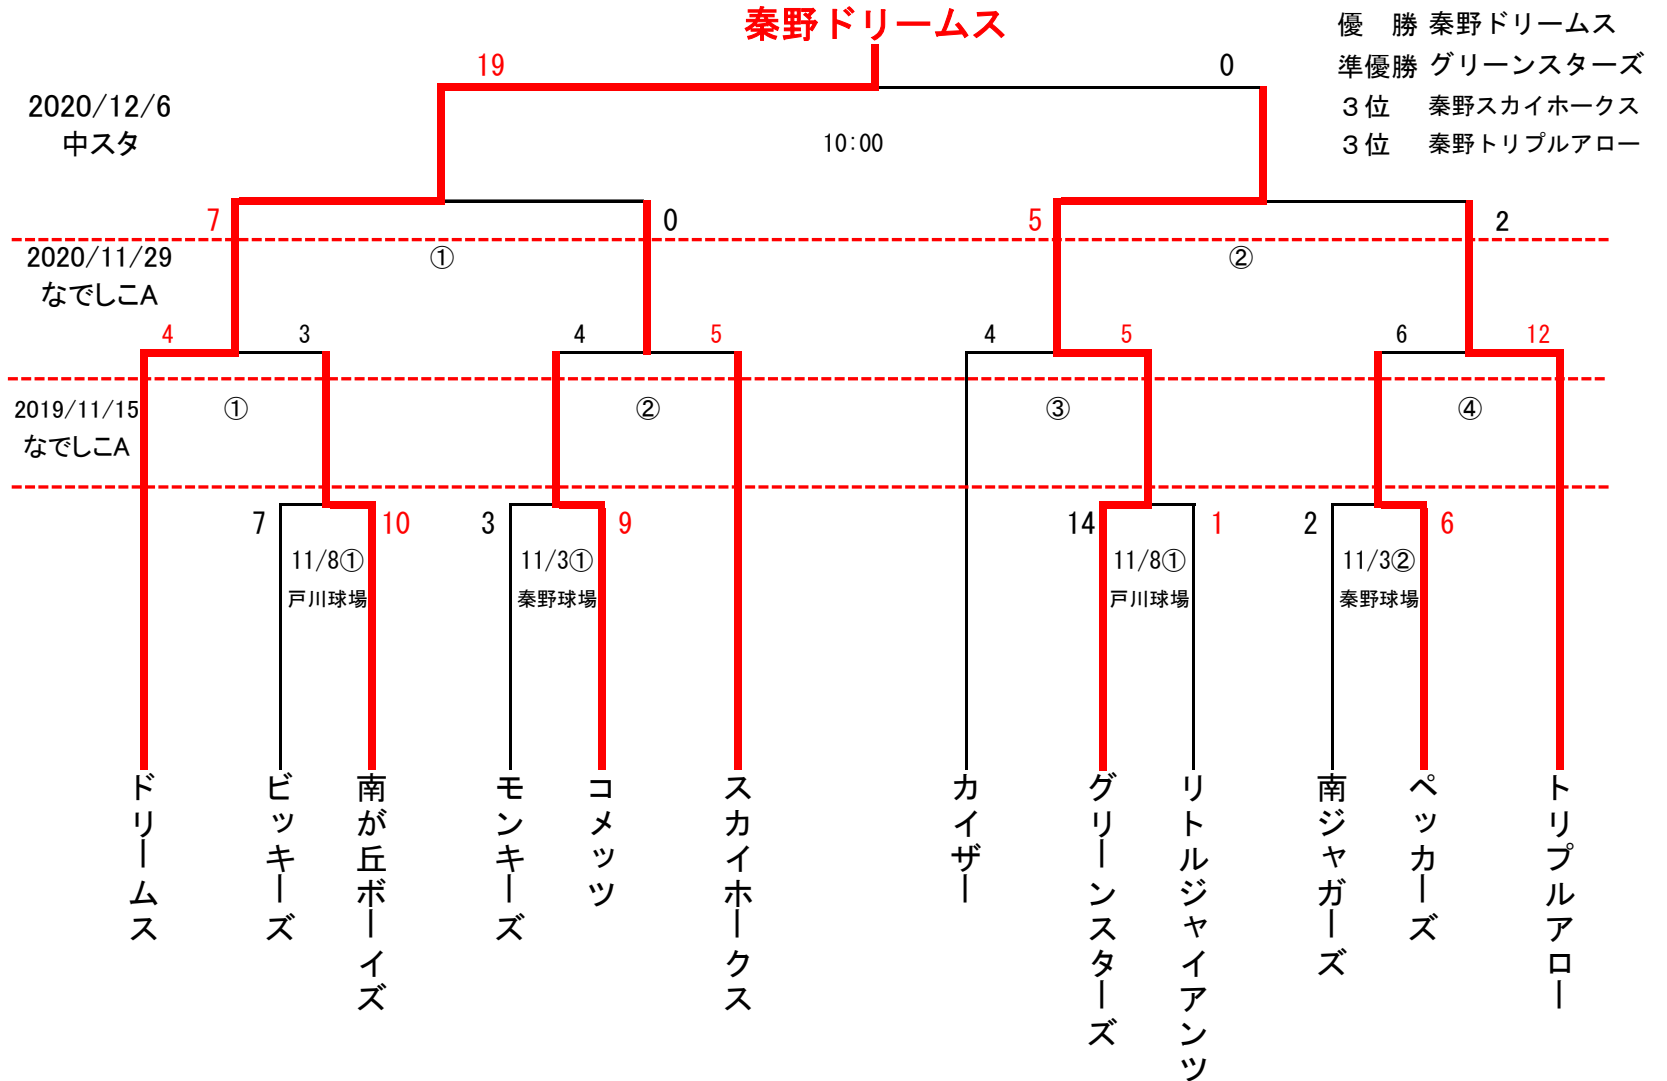 秦野ドリームス
優　勝 秦野ドリームス
準優勝 グリーンスターズ
３位 秦野スカイホークス
３位 秦野トリプルアロー
19
0
2020/12/6
中スタ
10:00
7
0
5
2
2020/11/29
なでしこA
①
②
4
3
4
5
4
5
6
12
2019/11/15
なでしこA
①
②
③
④
7
10
3
9
14
1
2
6
11/8①
戸川球場
11/3①
秦野球場
11/8①
戸川球場
11/3②
秦野球場
ドリームス
ビッキーズ
南が丘ボーイズ
モンキーズ
コメッツ
スカイホークス
カイザー
グリーンスターズ
リトルジャイアンツ
南ジャガーズ
ペッカーズ
トリプルアロー